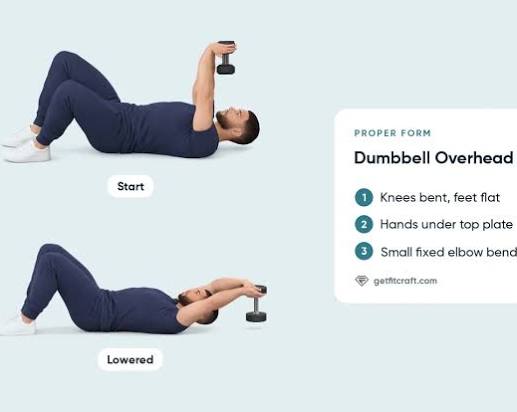 Start
Lowered
PROPER FORM
Dumbbell Overhead
1 Knees bent, feet flat
2 Hands under top plate
3 Small fixed elbow bend
getfitcraft.com